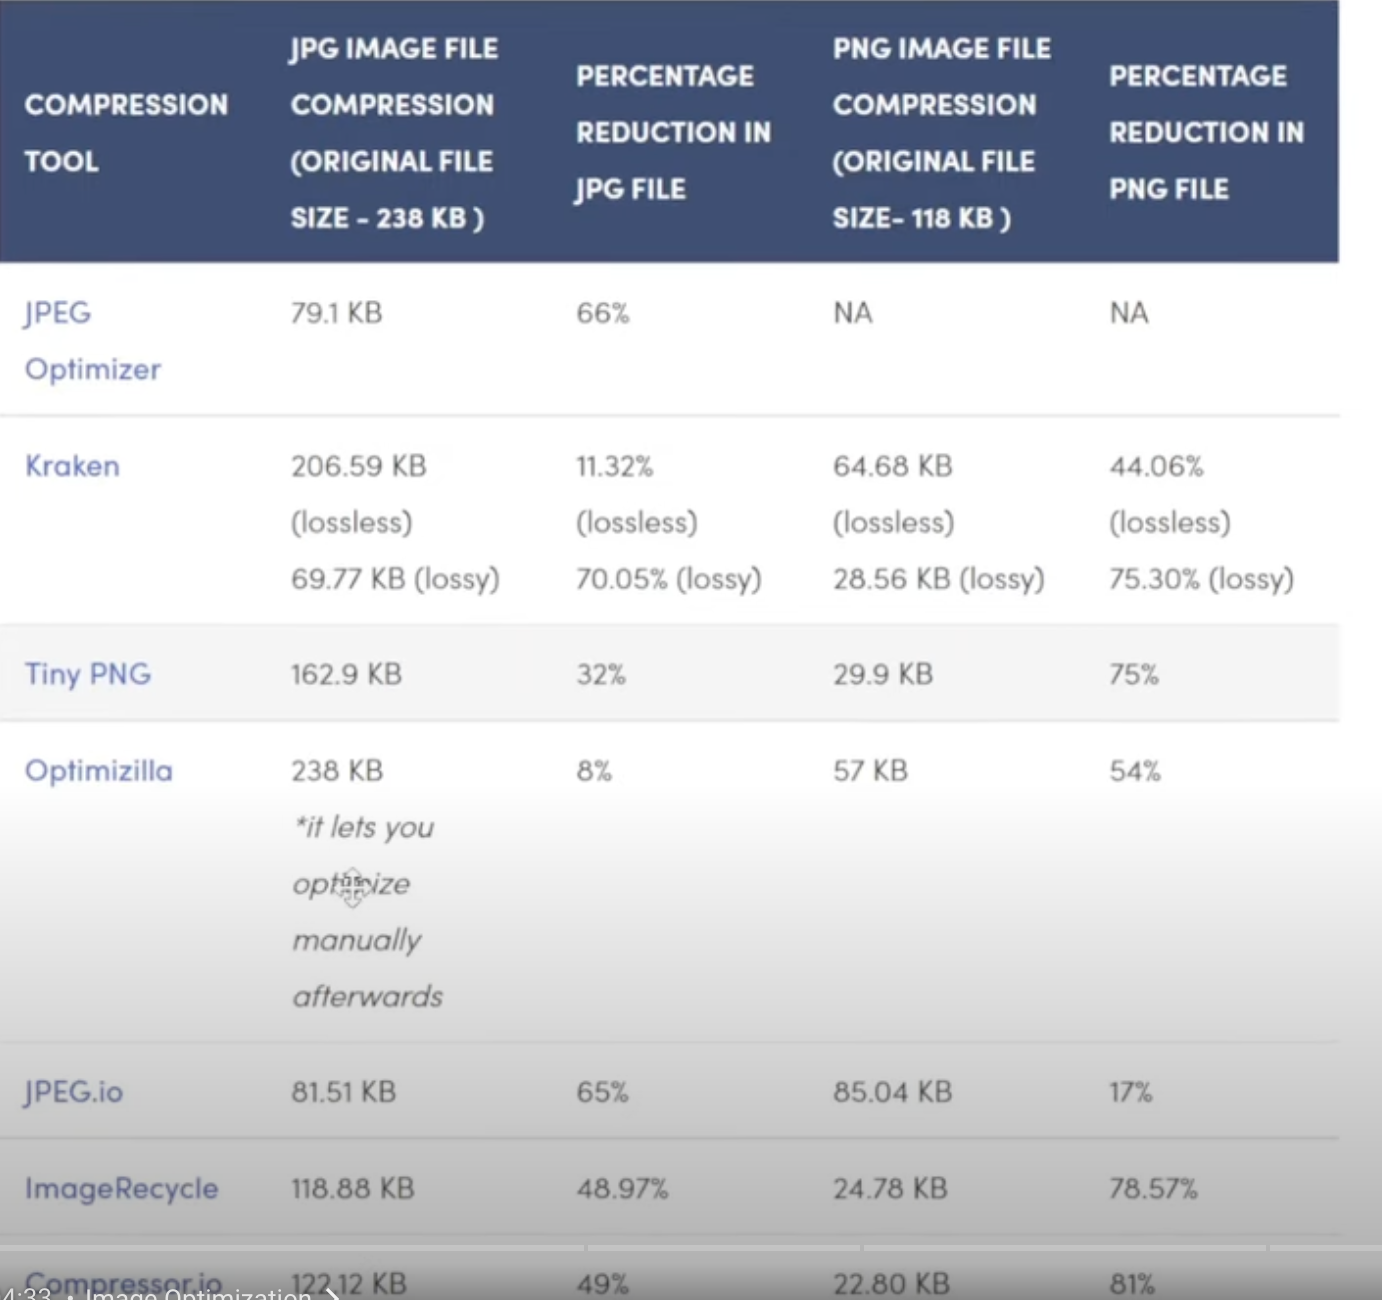 COMPRESSION
TOOL
JPG IMAGE FILE
COMPRESSION
(ORIGINAL FILE
SIZE - 238 KB )
PERCENTAGE
REDUCTION IN
JPG FILE
PNG IMAGE FILE
COMPRESSION
(ORIGINAL FILE
SIZE- 118 KB )
PERCENTAGE
REDUCTION IN
PNG FILE
JPEG 79.1 KB 66% NA NA
Optimizer
Kraken 206.59 KB 11.32% 64.68 KB 44.06%
(lossless) (lossless) (lossless) (lossless)
69.77 KB (lossy) 70.05% (lossy) 28.56 KB (lossy) 75.30% (lossy)
Tiny PNG 162.9 KB 32% 29.9 KB 75%
Optimizilla 238 KB 8% 57 KB 54%
*it lets you
optimize
manually
afterwards
JPEG.io 81.51 KB 65% 85.04 KB 17%
ImageRecycle 118.88 KB 48.97% 24.78 KB 78.57%
Compressor.io 122.12 KB 49% 22.80 KB 81%
4:33 • Image Optimization